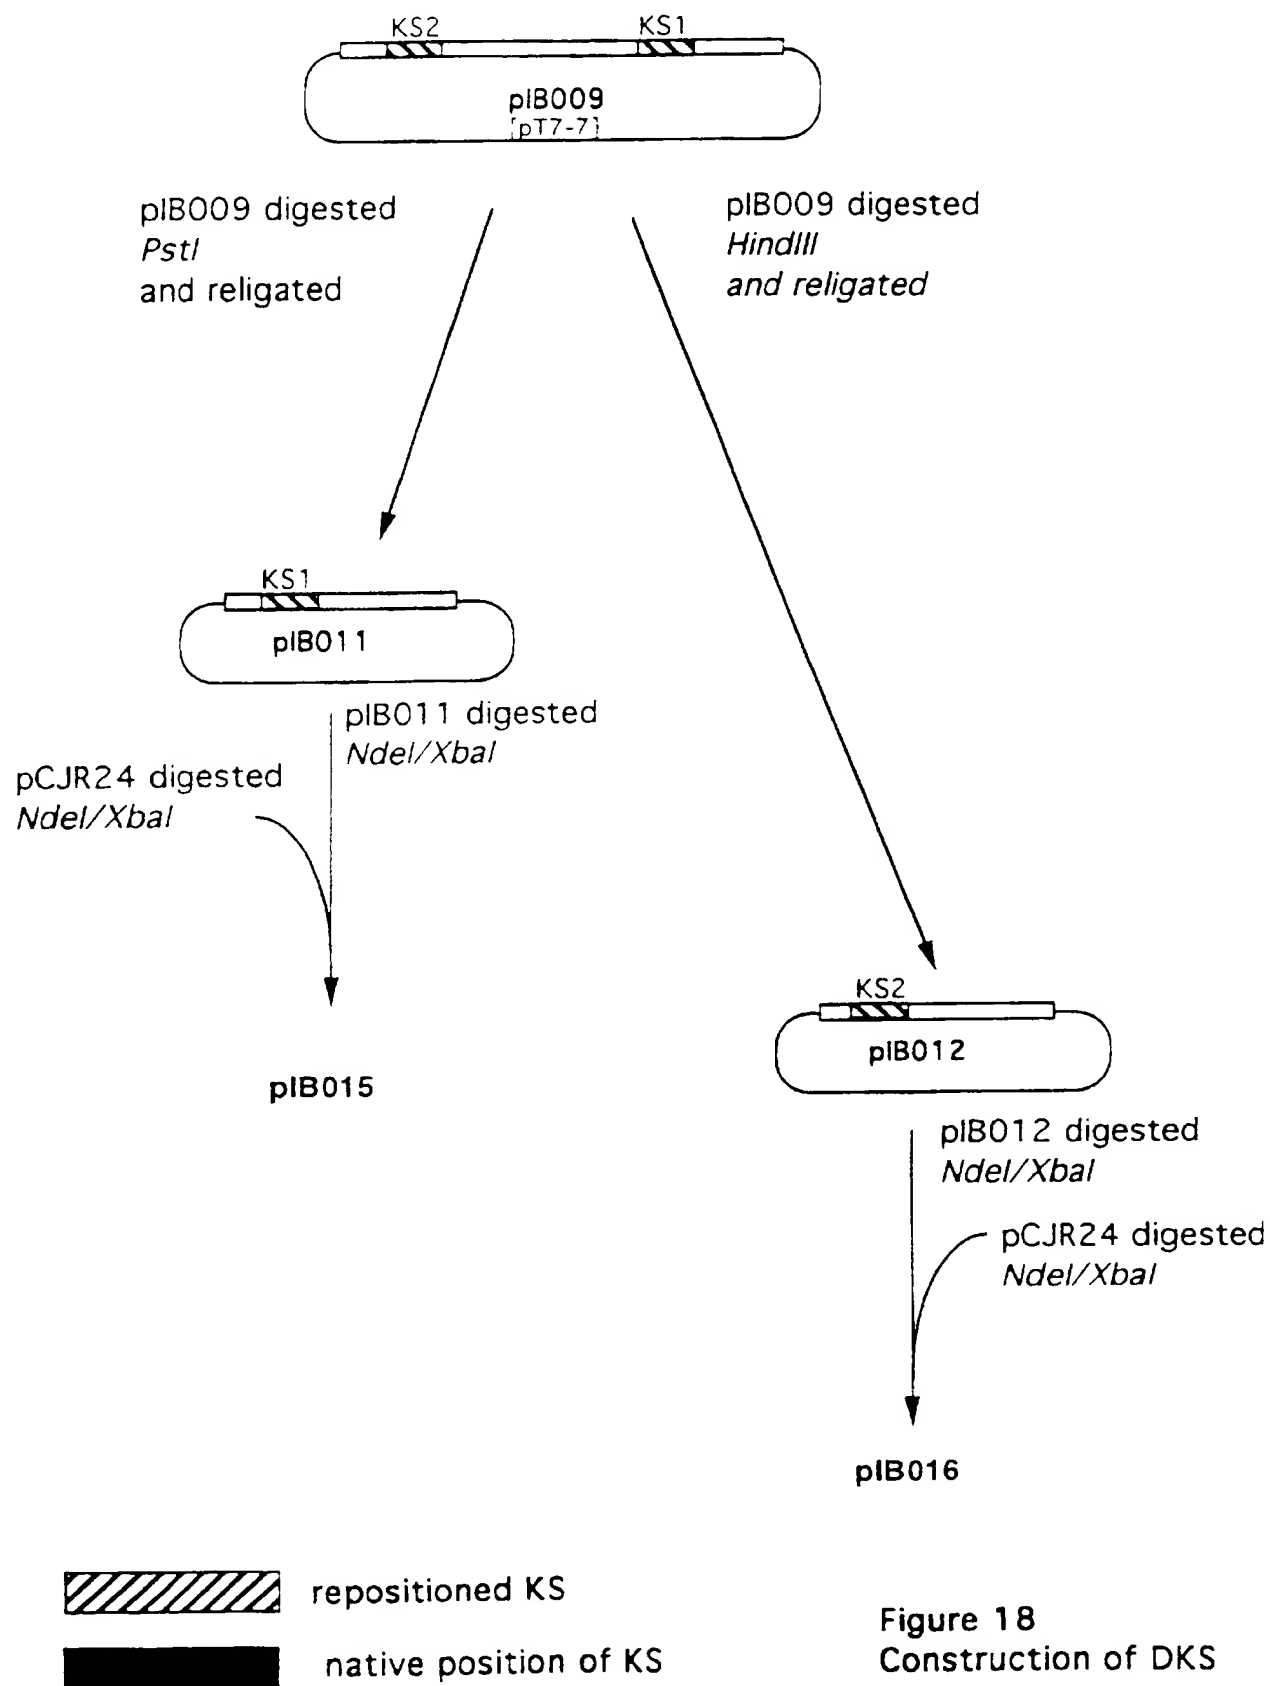 KS2 KS1
pIB009
[pT7-7]
pIB009 digested
PstI
and religated
pIB009 digested
HindIII
and religated
KS1
pIB011
pIB011 digested
NdeI/XbaI
pCJR24 digested
NdeI/XbaI
pIB015
KS2
pIB012
pIB012 digested
NdeI/XbaI
pCJR24 digested
NdeI/XbaI
pIB016
repositioned KS
native position of KS
Figure 18
Construction of DKS